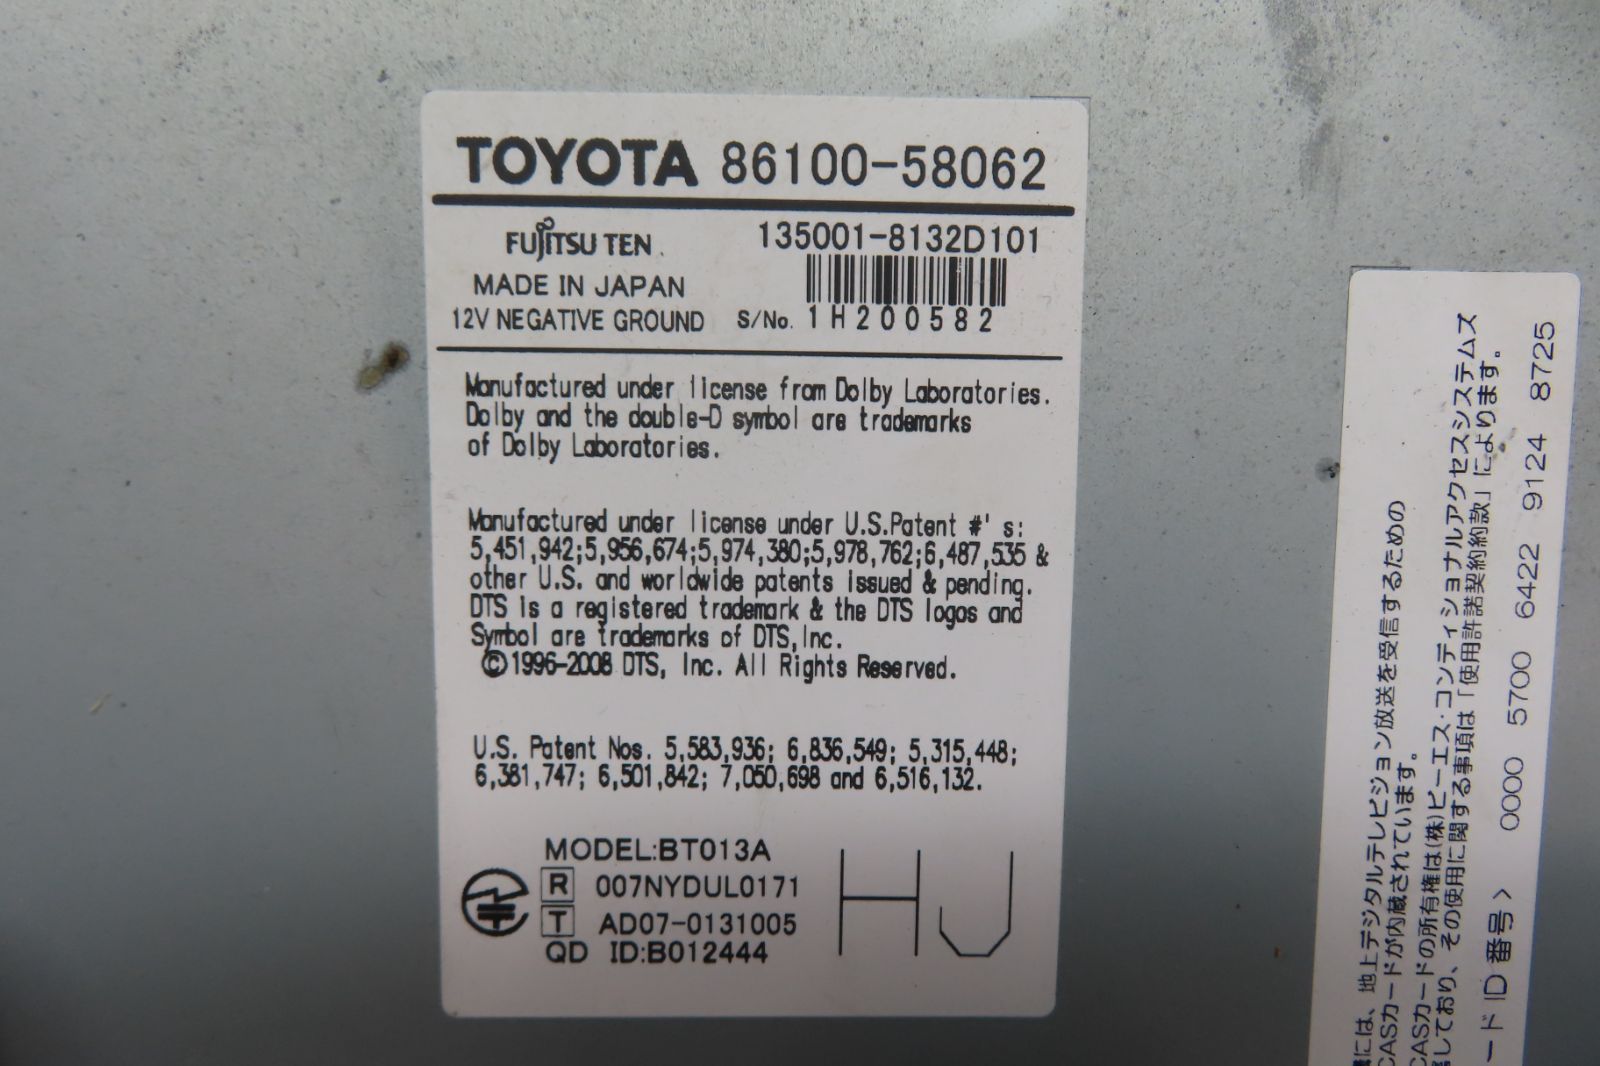 TOYOTA 86100-58062
FUJITSU TEN 135001-8132D101
MADE IN JAPAN
12V NEGATIVE GROUND S/No. 1H200582
Manufactured under license from Dolby Laboratories.
Dolby and the double-D symbol are trademarks
of Dolby Laboratories.
Manufactured under license under U.S.Patent #' s:
5,451,942;5,956,674;5,974,380;5,978,762;6,487,535 &
other U.S. and worldwide patents issued & pending.
DTS is a registered trademark & the DTS logos and
Symbol are trademarks of DTS,Inc.
©1996-2008 DTS, Inc. All Rights Reserved.
U.S. Patent Nos. 5,583,936; 6,836,549; 5,315,448;
6,381,747; 6,501,842; 7,050,698 and 6,516,132.
MODEL:BT013A
R 007NYDUL0171
T AD07-0131005
QD ID:B012444
HU
には、地上デジタルテレビジョン放送を受信するための
CASカードが内蔵されています。
CASカードの所有権は(株)ビーエス・コンディショナルアクセスシステムズ
しており、その使用に関する事項は「使用許諾契約約款」によります。
ード ID 番号> 0000 5700 6422 9124 8725